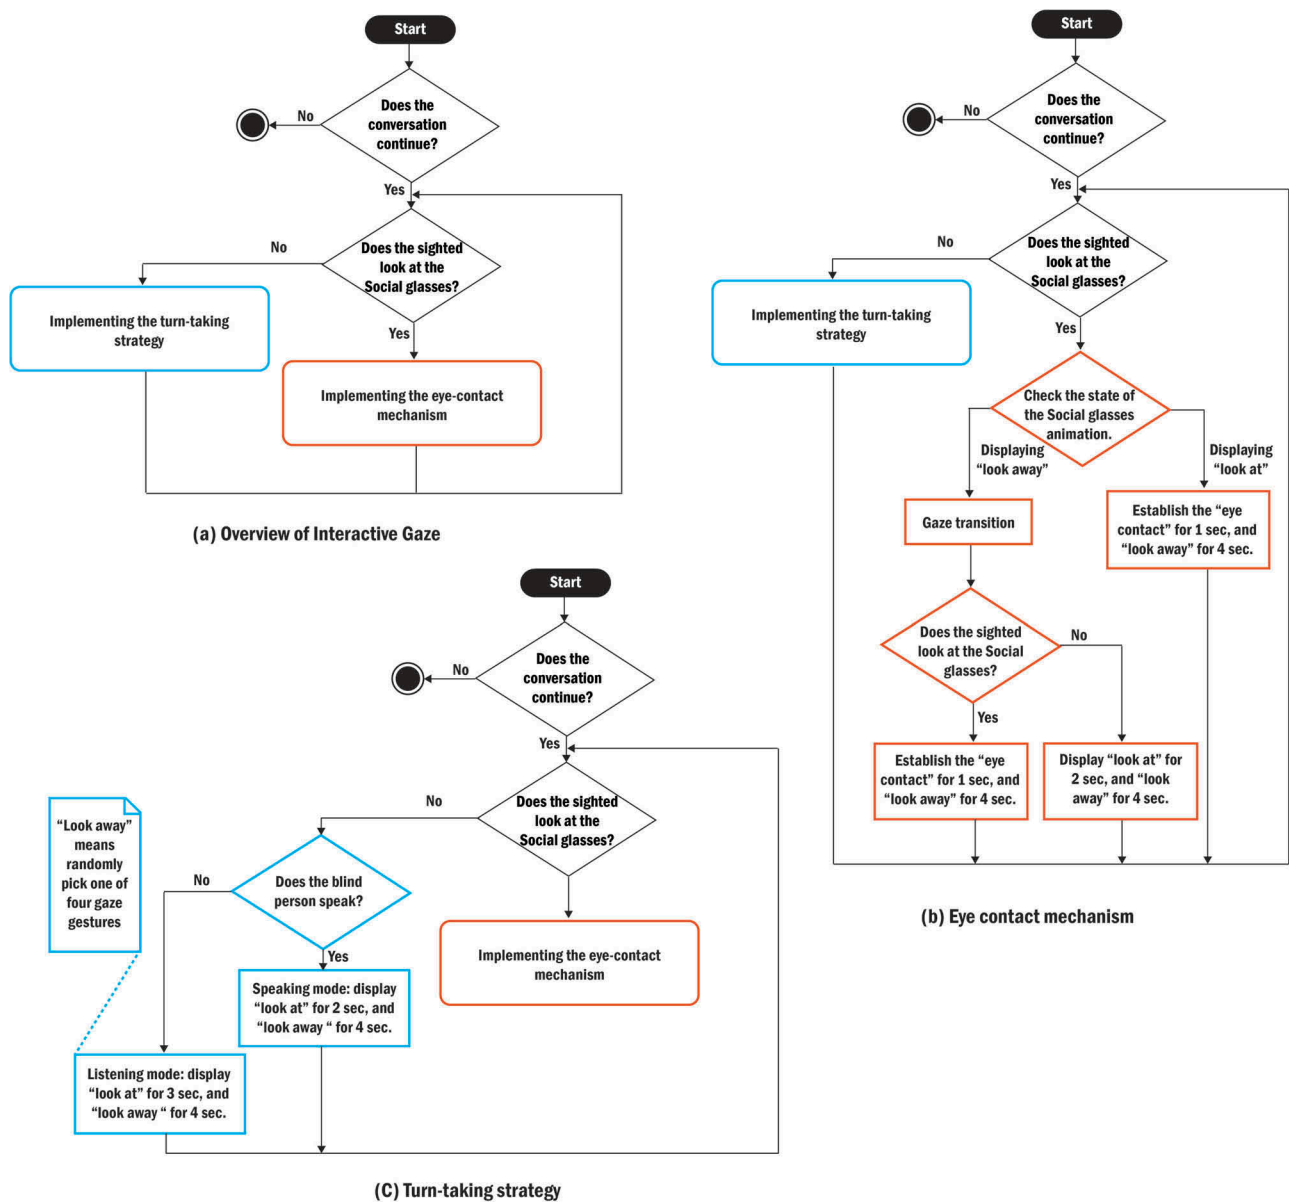 Start
Does the
conversation
continue?
No
Yes
Does the sighted
look at the
Social glasses?
No
Implementing the turn-taking
strategy
Yes
Implementing the eye-contact
mechanism
(a) Overview of Interactive Gaze
Start
Does the
conversation
continue?
No
Yes
Does the sighted
look at the
Social glasses?
No
Implementing the turn-taking
strategy
Yes
Check the state of
the Social glasses
animation.
Displaying
“look away”
Displaying
“look at”
Gaze transition
Establish the “eye
contact” for 1 sec, and
“look away” for 4 sec.
Does the sighted
look at the Social
glasses?
No
Yes
Establish the “eye
contact” for 1 sec, and
“look away” for 4 sec.
Display “look at” for
2 sec, and “look
away” for 4 sec.
(b) Eye contact mechanism
Start
Does the
conversation
continue?
No
Yes
Does the sighted
look at the
Social glasses?
No
“Look away”
means
randomly
pick one of
four gaze
gestures
Does the blind
person speak?
No
Yes
Implementing the eye-contact
mechanism
Speaking mode: display
“look at” for 2 sec, and
“look away “ for 4 sec.
Listening mode: display
“look at” for 3 sec, and
“look away “ for 4 sec.
(C) Turn-taking strategy